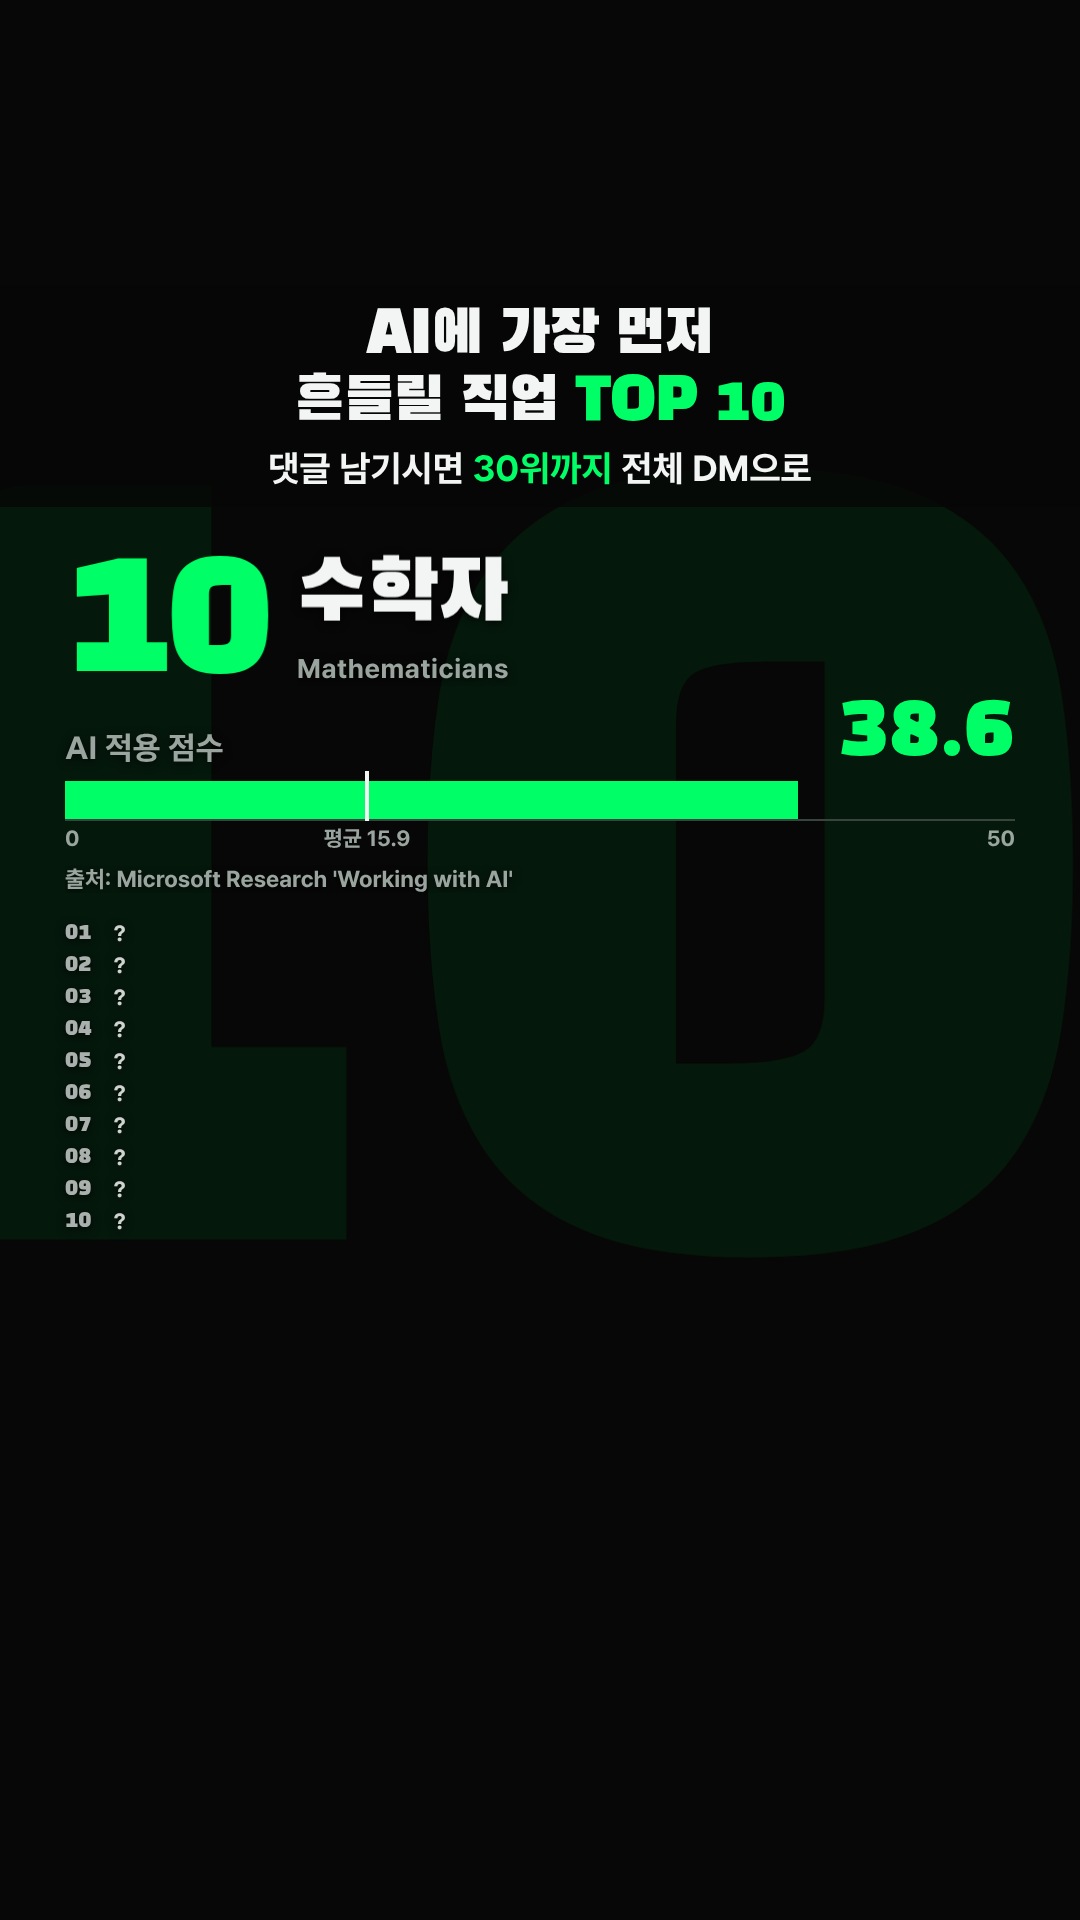 AI에 가장 먼저
흔들릴 직업 TOP 10
댓글 남기시면 30위까지 전체 DM으로
10 수학자
Mathematicians
38.6
AI 적용 점수
0 평균 15.9 50
출처: Microsoft Research 'Working with AI'
01 ?
02 ?
03 ?
04 ?
05 ?
06 ?
07 ?
08 ?
09 ?
10 ?
10